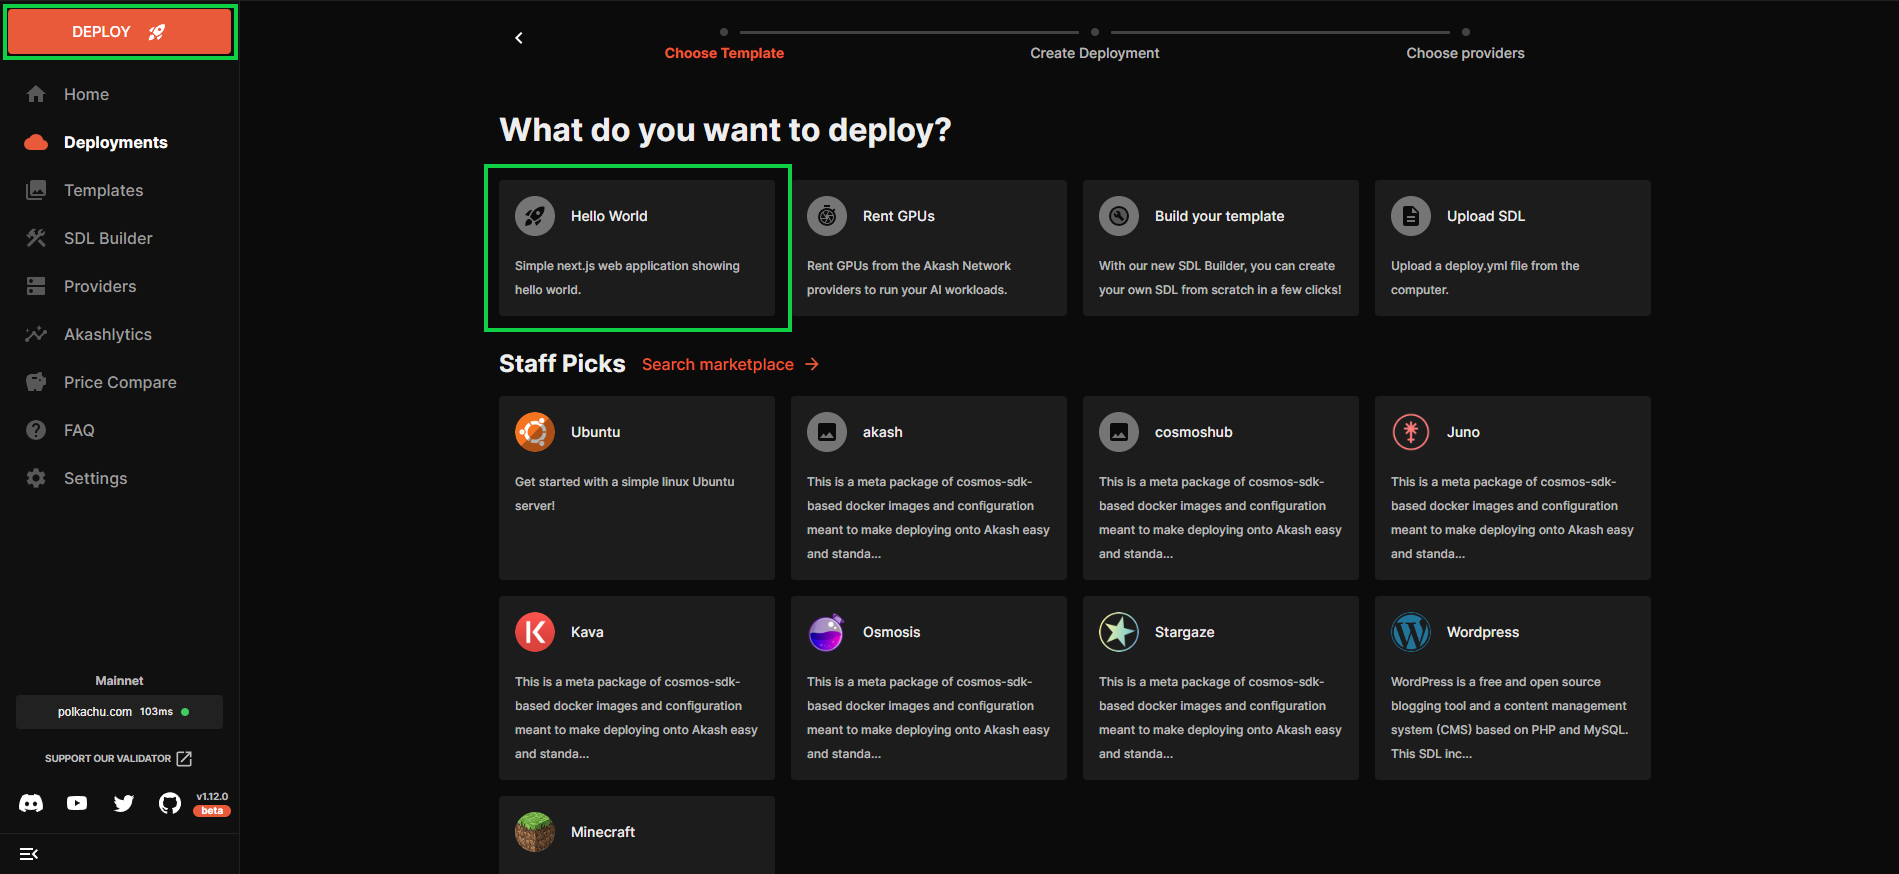 DEPLOY
Home
Deployments
Templates
SDL Builder
Providers
Akashlytics
Price Compare
FAQ
Settings
Mainnet
polkachu.com 103ms
SUPPORT OUR VALIDATOR
v1.12.0
beta
Choose Template
Create Deployment
Choose providers
What do you want to deploy?
Hello World
Simple next.js web application showing
hello world.
Rent GPUs
Rent GPUs from the Akash Network
providers to run your AI workloads.
Build your template
With our new SDL Builder, you can create
your own SDL from scratch in a few clicks!
Upload SDL
Upload a deploy.yml file from the
computer.
Staff Picks
Search marketplace
Ubuntu
Get started with a simple linux Ubuntu
server!
akash
This is a meta package of cosmos-sdk-
based docker images and configuration
meant to make deploying onto Akash easy
and standa...
cosmoshub
This is a meta package of cosmos-sdk-
based docker images and configuration
meant to make deploying onto Akash easy
and standa...
Juno
This is a meta package of cosmos-sdk-
based docker images and configuration
meant to make deploying onto Akash easy
and standa...
Kava
This is a meta package of cosmos-sdk-
based docker images and configuration
meant to make deploying onto Akash easy
and standa...
Osmosis
This is a meta package of cosmos-sdk-
based docker images and configuration
meant to make deploying onto Akash easy
and standa...
Stargaze
This is a meta package of cosmos-sdk-
based docker images and configuration
meant to make deploying onto Akash easy
and standa...
Wordpress
WordPress is a free and open source
blogging tool and a content management
system (CMS) based on PHP and MySQL.
This SDL inc...
Minecraft